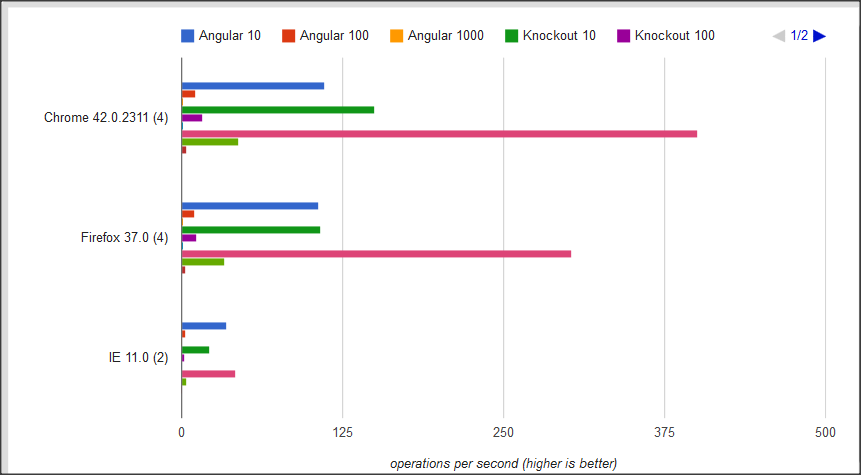 Angular 10 Angular 100 Angular 1000 Knockout 10 Knockout 100 1/2
Chrome 42.0.2311 (4)
Firefox 37.0 (4)
IE 11.0 (2)
0 125 250 375 500
operations per second (higher is better)